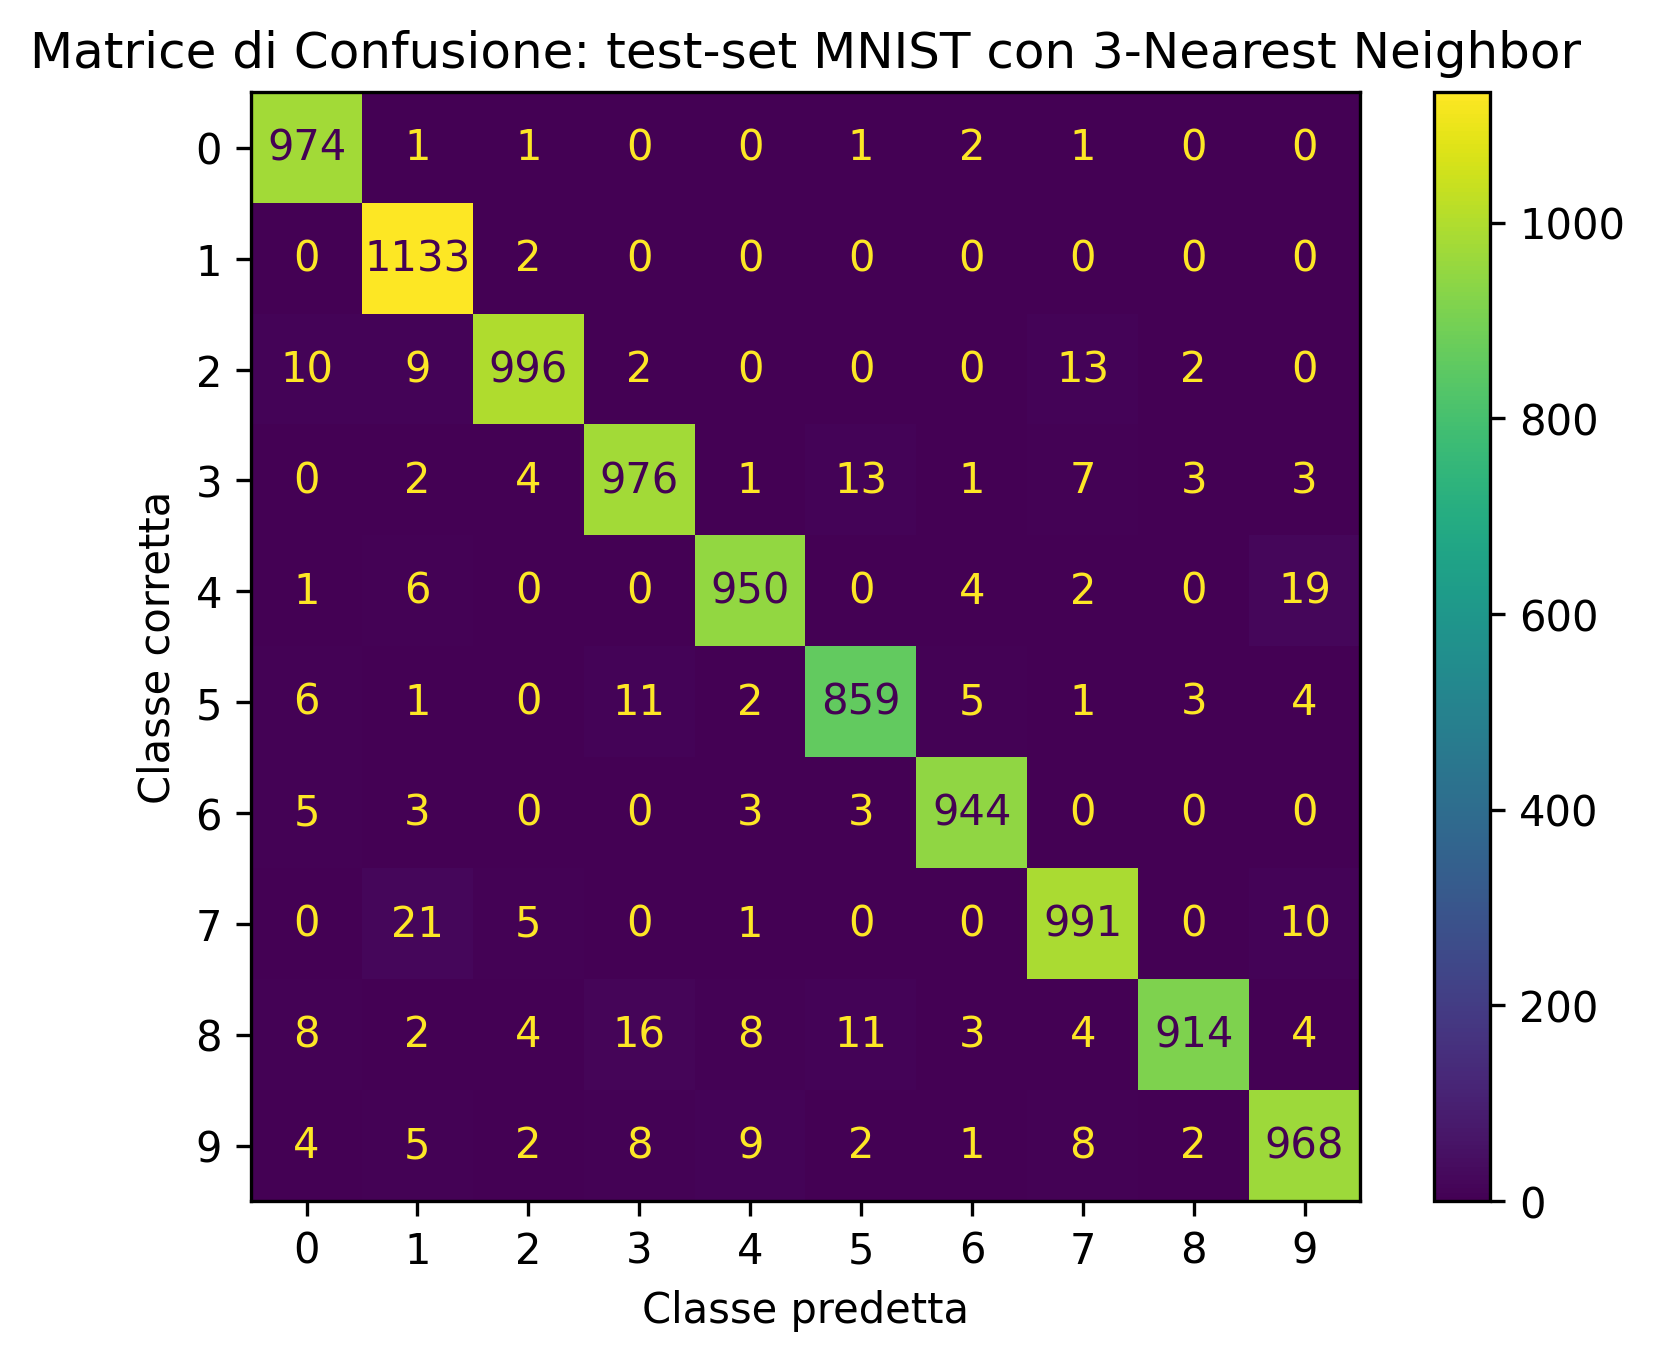 Matrice di Confusione: test-set MNIST con 3-Nearest Neighbor
0 974 1 1 0 0 1 2 1 0 0
1 0 1133 2 0 0 0 0 0 0 0
2 10 9 996 2 0 0 0 13 2 0
3 0 2 4 976 1 13 1 7 3 3
4 1 6 0 0 950 0 4 2 0 19
5 6 1 0 11 2 859 5 1 3 4
6 5 3 0 0 3 3 944 0 0 0
7 0 21 5 0 1 0 0 991 0 10
8 8 2 4 16 8 11 3 4 914 4
9 4 5 2 8 9 2 1 8 2 968
0 1 2 3 4 5 6 7 8 9
Classe predetta
Classe corretta
1000
800
600
400
200
0